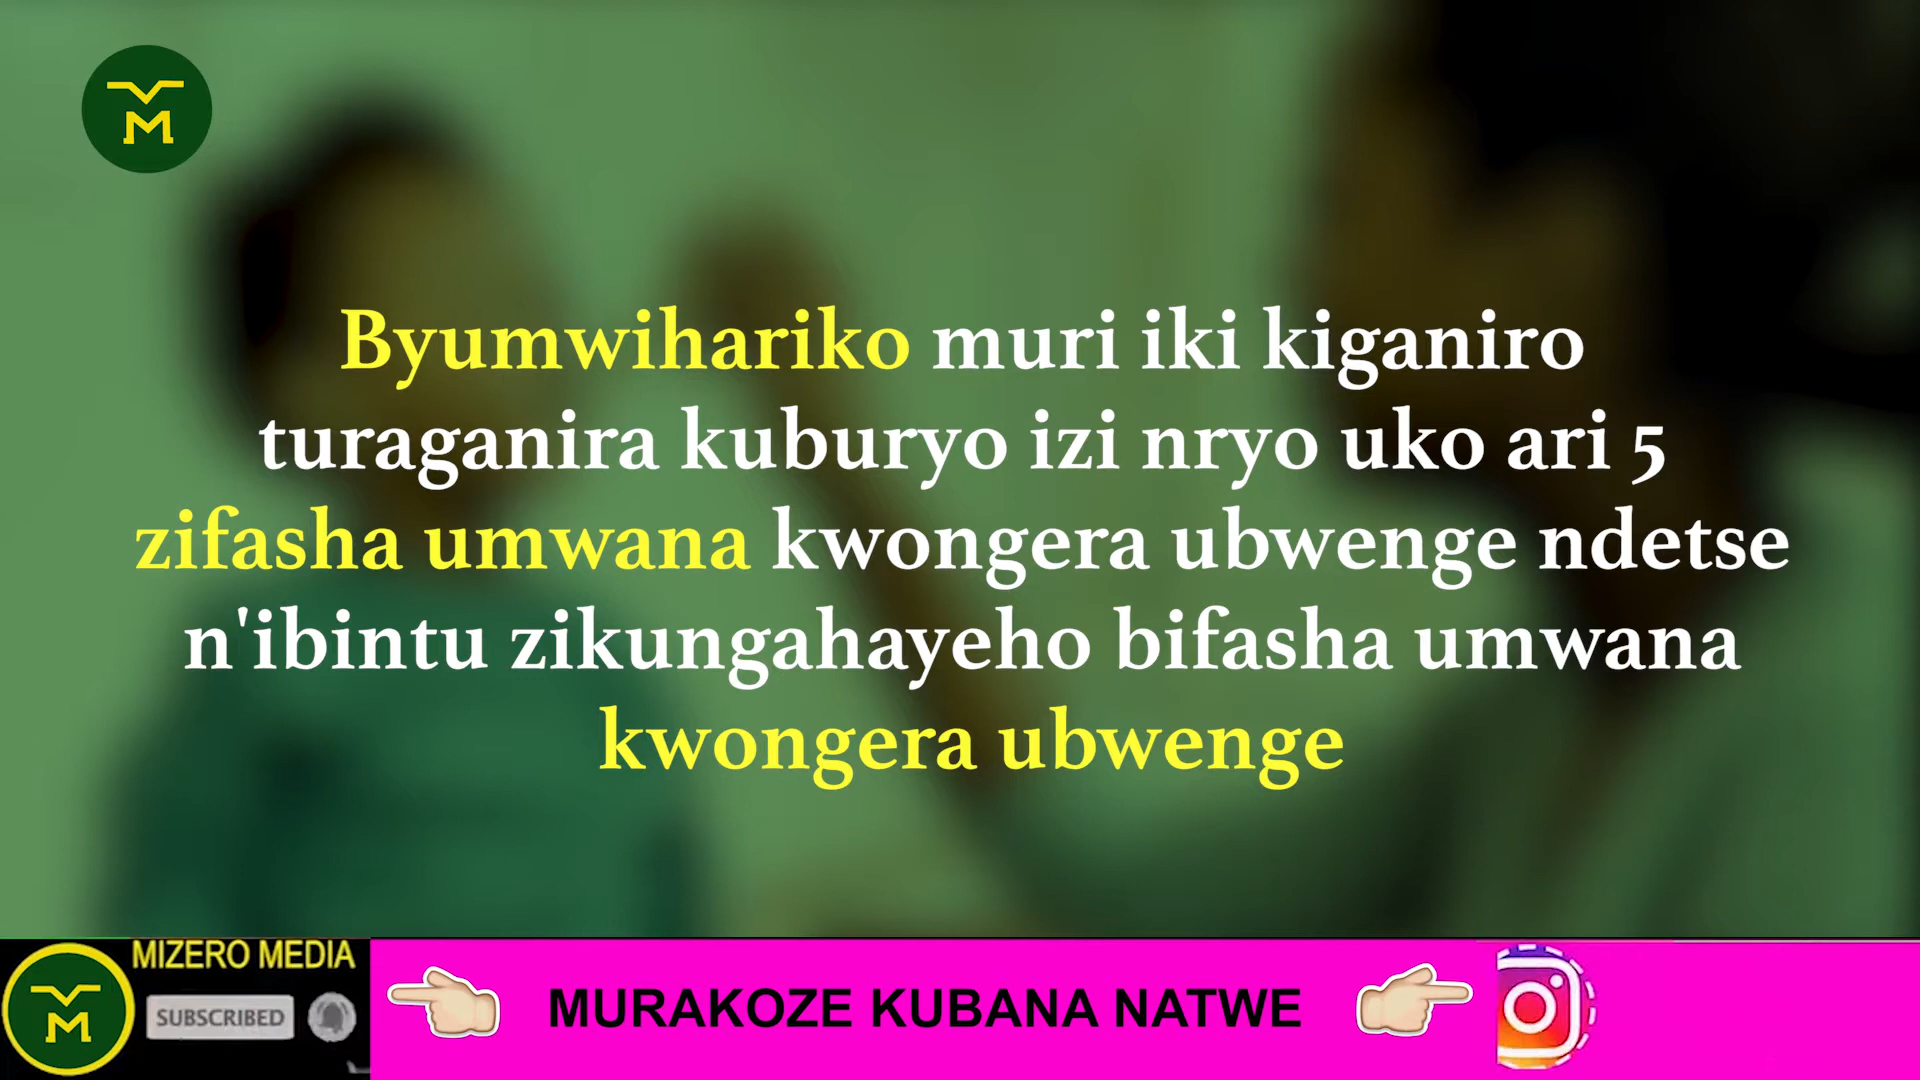 Byumwihariko muri iki kiganiro
turaganira kuburyo izi nryo uko ari 5
zifasha umwana kwongera ubwenge ndetse
n'ibintu zikungahayeho bifasha umwana
kwongera ubwenge
MIZERO MEDIA
SUBSCRIBED
MURAKOZE KUBANA NATWE